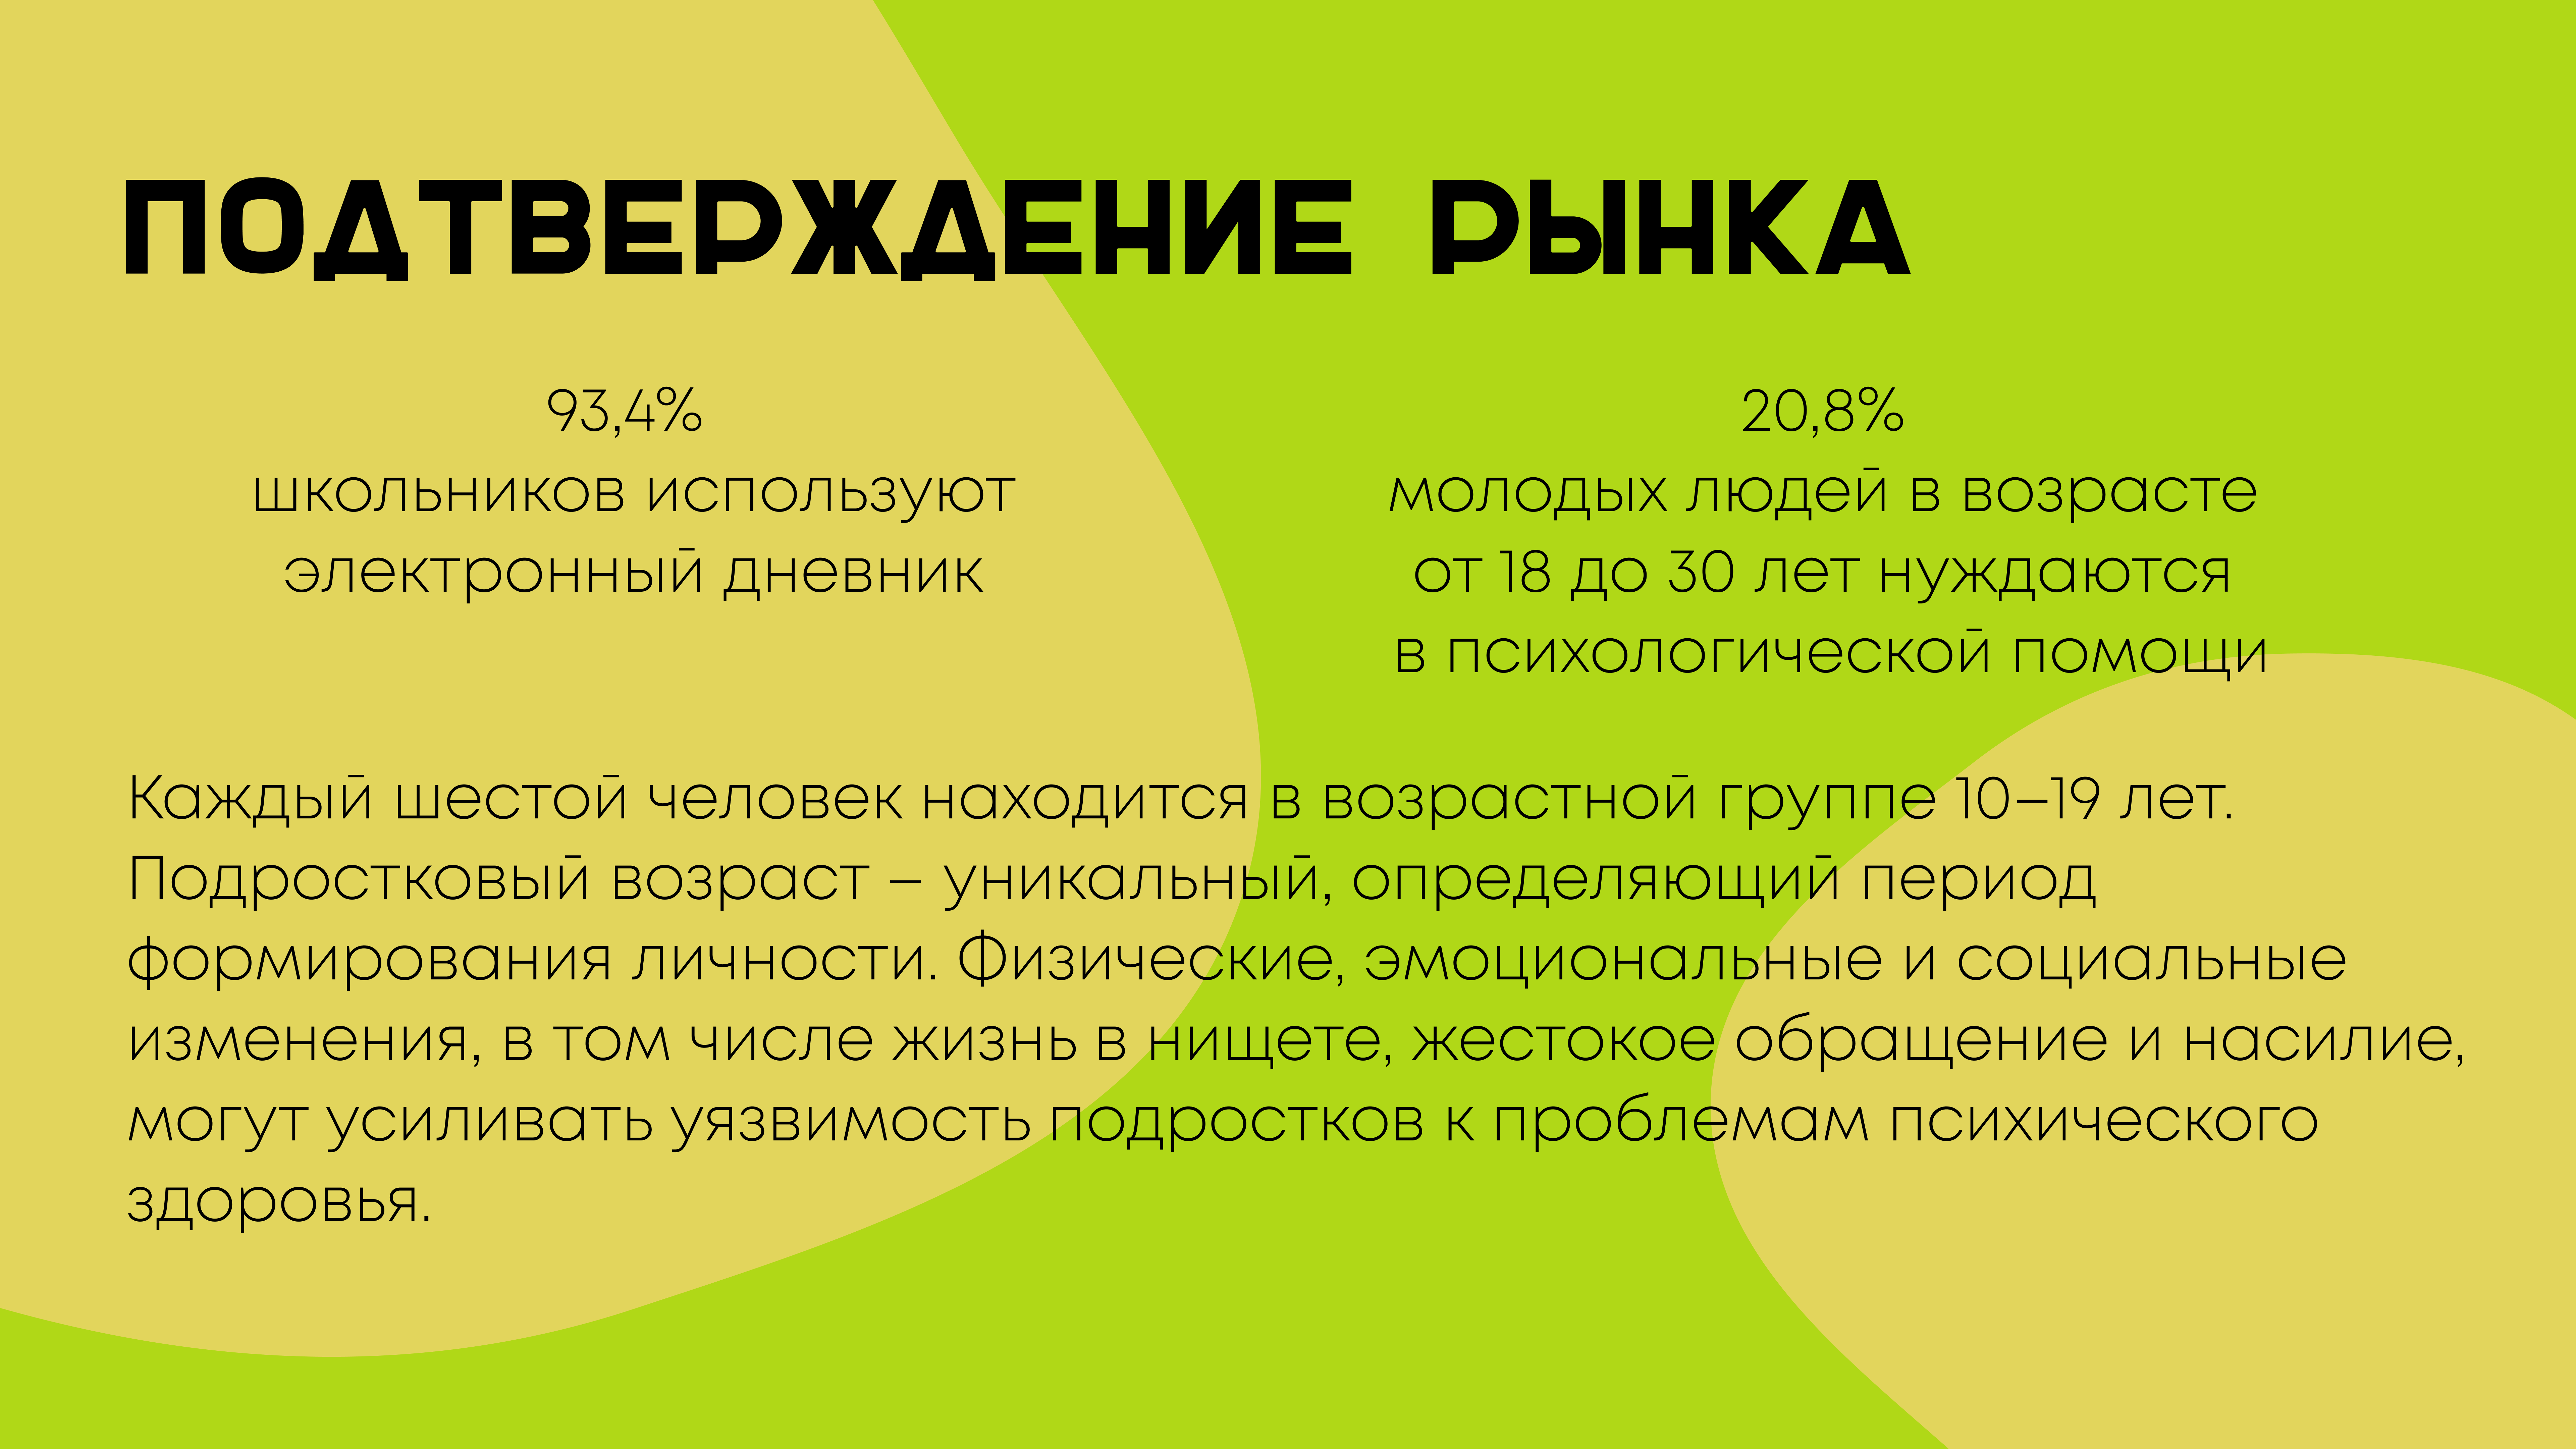 ПОДТВЕРЖДЕНИЕ РЫНКА
93,4%
школьников используют
электронный дневник
20,8%
молодых людей в возрасте
от 18 до 30 лет нуждаются
в психологической помощи
Каждый шестой человек находится в возрастной группе 10–19 лет.
Подростковый возраст – уникальный, определяющий период
формирования личности. Физические, эмоциональные и социальные
изменения, в том числе жизнь в нищете, жестокое обращение и насилие,
могут усиливать уязвимость подростков к проблемам психического
здоровья.